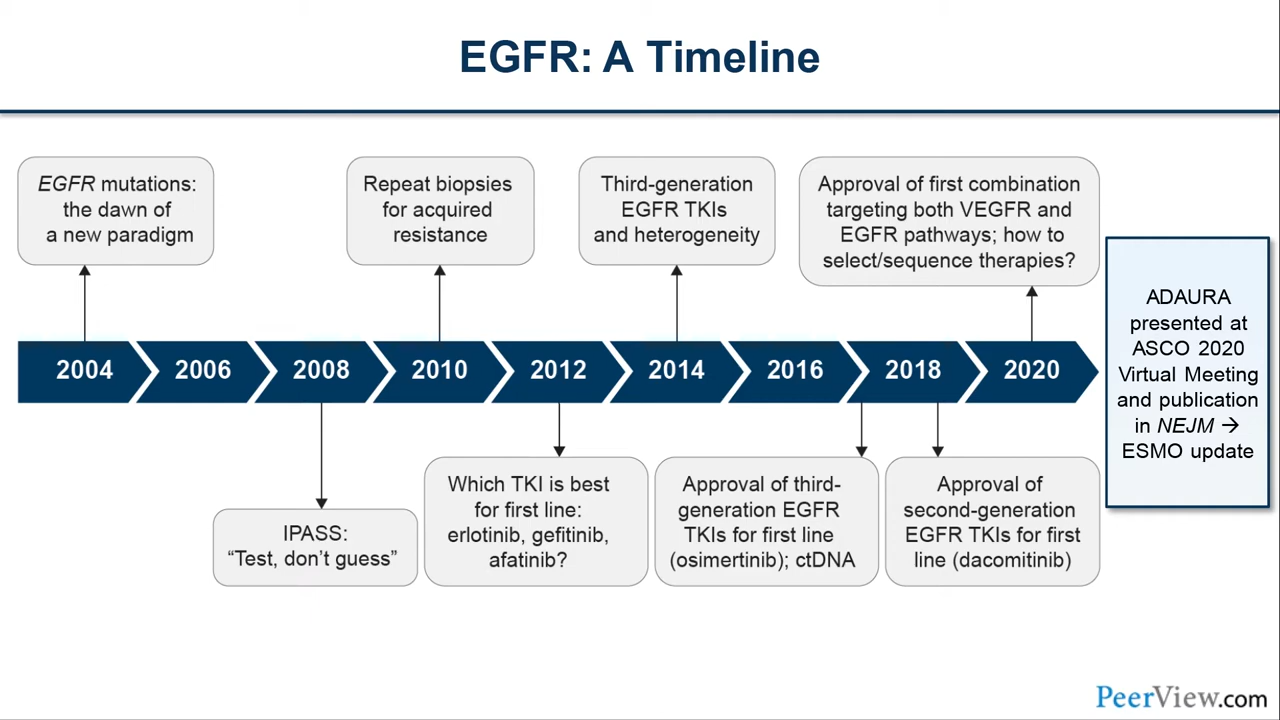 EGFR: A Timeline
EGFR mutations:
the dawn of
a new paradigm
Repeat biopsies
for acquired
resistance
Third-generation
EGFR TKIs
and heterogeneity
Approval of first combination
targeting both VEGFR and
EGFR pathways; how to
select/sequence therapies?
2004
2006
2008
2010
2012
2014
2016
2018
2020
IPASS:
“Test, don’t guess”
Which TKI is best
for first line:
erlotinib, gefitinib,
afatinib?
Approval of third-
generation EGFR
TKIs for first line
(osimertinib); ctDNA
Approval of
second-generation
EGFR TKIs for first
line (dacomitinib)
ADAURA
presented at
ASCO 2020
Virtual Meeting
and publication
in NEJM →
ESMO update
PeerView.com